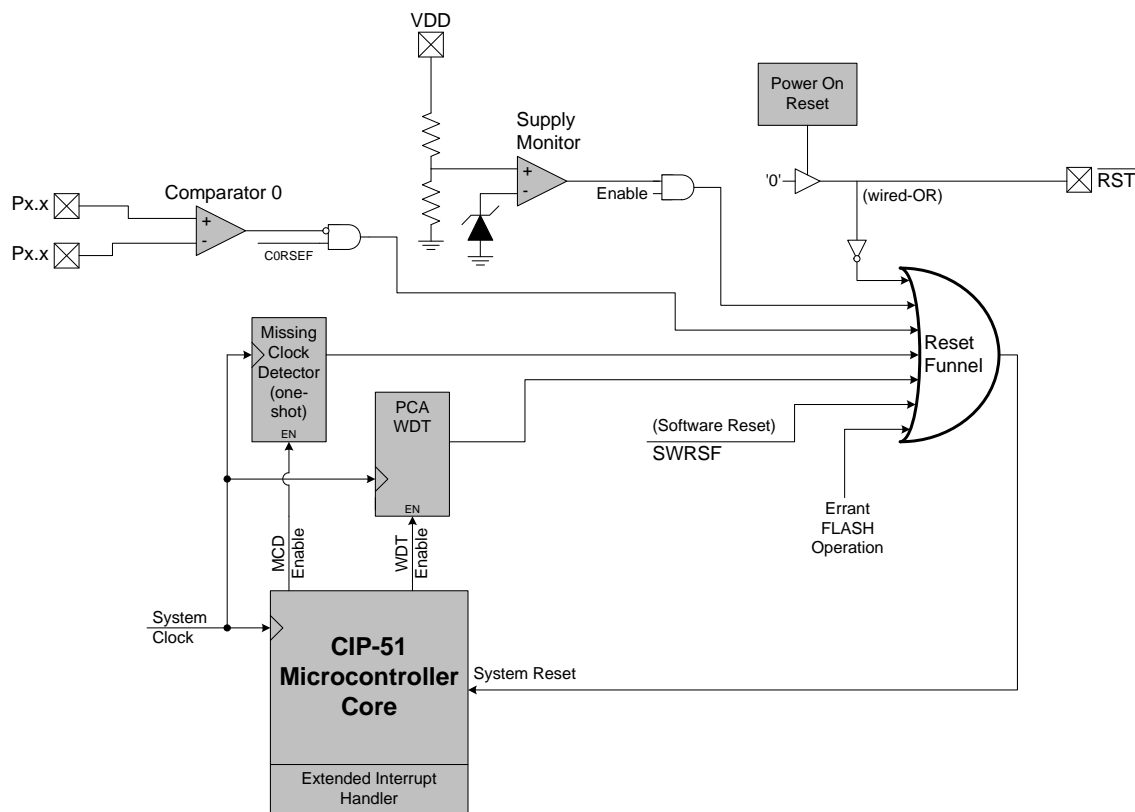 VDD
Power On
Reset
Supply
Monitor
+
-
Enable
'0'
(wired-OR)
RST
Comparator 0
Px.x
Px.x
+
-
C0RSEF
Missing
Clock
Detector
(one-
shot)
EN
PCA
WDT
EN
Reset
Funnel
(Software Reset)
SWRSF
Errant
FLASH
Operation
MCD
Enable
WDT
Enable
System
Clock
CIP-51
Microcontroller
Core
System Reset
Extended Interrupt
Handler